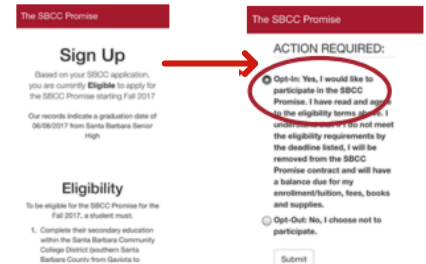 The SBCC Promise
Sign Up
Based on your SBCC application,
you are currently Eligible to apply for
the SBCC Promise starting Fall 2017
Our records indicate a graduation date of
06/08/2017 from Santa Barbara Senior
High
Eligibility
To be eligible for the SBCC Promise for the
Fall 2017, a student must:
1. Complete their secondary education
within the Santa Barbara Community
College District (southern Santa
Barbara County from Gaviota to
The SBCC Promise
ACTION REQUIRED:
Opt-In: Yes, I would like to
participate in the SBCC
Promise. I have read and agree
to the eligibility terms above. I
understand that if I do not meet
the eligibility requirements by
the deadline listed, I will be
removed from the SBCC
Promise contract and will have
a balance due for my
enrollment/tuition, fees, books
and supplies.
Opt-Out: No, I choose not to
participate.
Submit